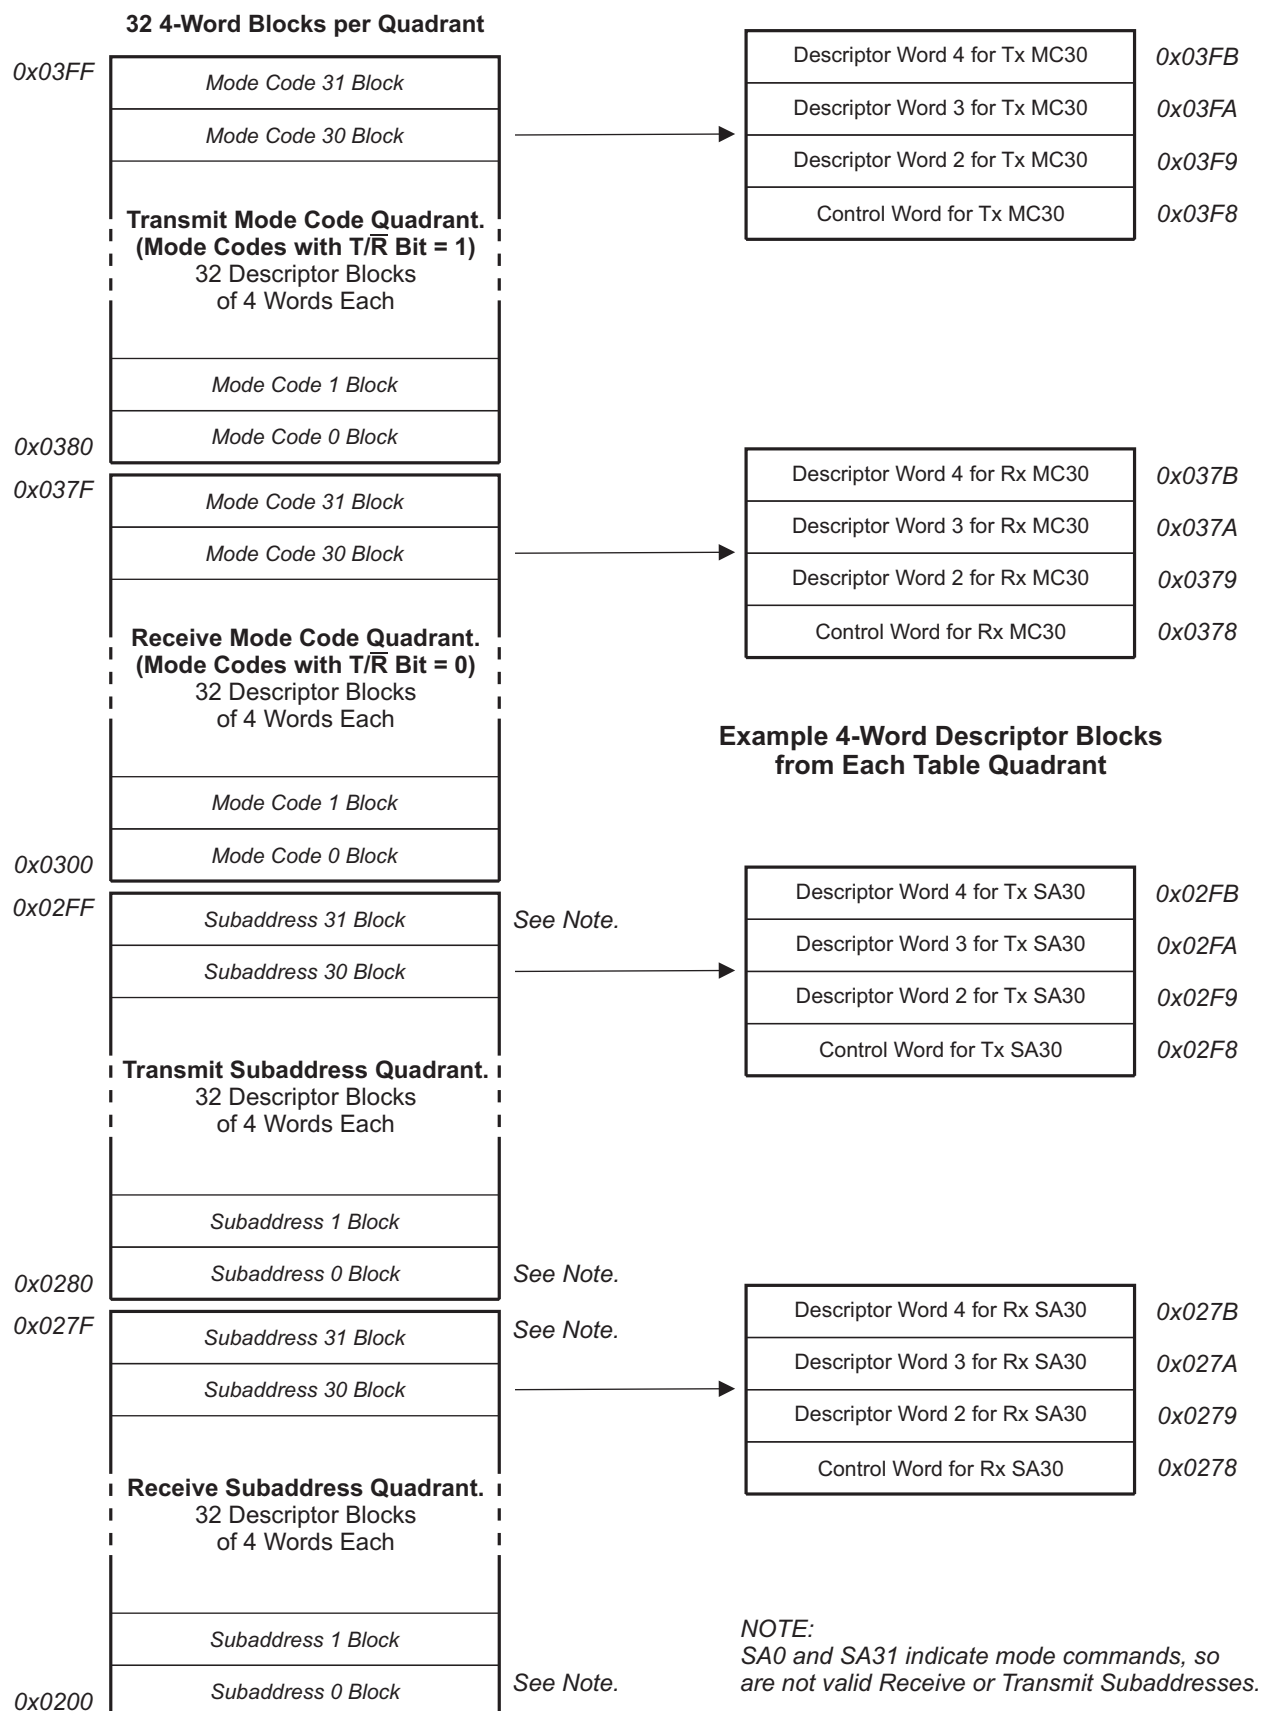 32 4-Word Blocks per Quadrant
0x03FF
Mode Code 31 Block
Mode Code 30 Block
Transmit Mode Code Quadrant.
(Mode Codes with T/R̅ Bit = 1)
32 Descriptor Blocks
of 4 Words Each
Mode Code 1 Block
Mode Code 0 Block
0x0380
Descriptor Word 4 for Tx MC30 0x03FB
Descriptor Word 3 for Tx MC30 0x03FA
Descriptor Word 2 for Tx MC30 0x03F9
Control Word for Tx MC30 0x03F8
0x037F
Mode Code 31 Block
Mode Code 30 Block
Receive Mode Code Quadrant.
(Mode Codes with T/R̅ Bit = 0)
32 Descriptor Blocks
of 4 Words Each
Mode Code 1 Block
Mode Code 0 Block
0x0300
Descriptor Word 4 for Rx MC30 0x037B
Descriptor Word 3 for Rx MC30 0x037A
Descriptor Word 2 for Rx MC30 0x0379
Control Word for Rx MC30 0x0378
Example 4-Word Descriptor Blocks
from Each Table Quadrant
0x02FF
Subaddress 31 Block See Note.
Subaddress 30 Block
Transmit Subaddress Quadrant.
32 Descriptor Blocks
of 4 Words Each
Subaddress 1 Block
Subaddress 0 Block See Note.
0x0280
Descriptor Word 4 for Tx SA30 0x02FB
Descriptor Word 3 for Tx SA30 0x02FA
Descriptor Word 2 for Tx SA30 0x02F9
Control Word for Tx SA30 0x02F8
0x027F
Subaddress 31 Block See Note.
Subaddress 30 Block
Receive Subaddress Quadrant.
32 Descriptor Blocks
of 4 Words Each
Subaddress 1 Block
Subaddress 0 Block See Note.
0x0200
Descriptor Word 4 for Rx SA30 0x027B
Descriptor Word 3 for Rx SA30 0x027A
Descriptor Word 2 for Rx SA30 0x0279
Control Word for Rx SA30 0x0278
NOTE:
SA0 and SA31 indicate mode commands, so
are not valid Receive or Transmit Subaddresses.